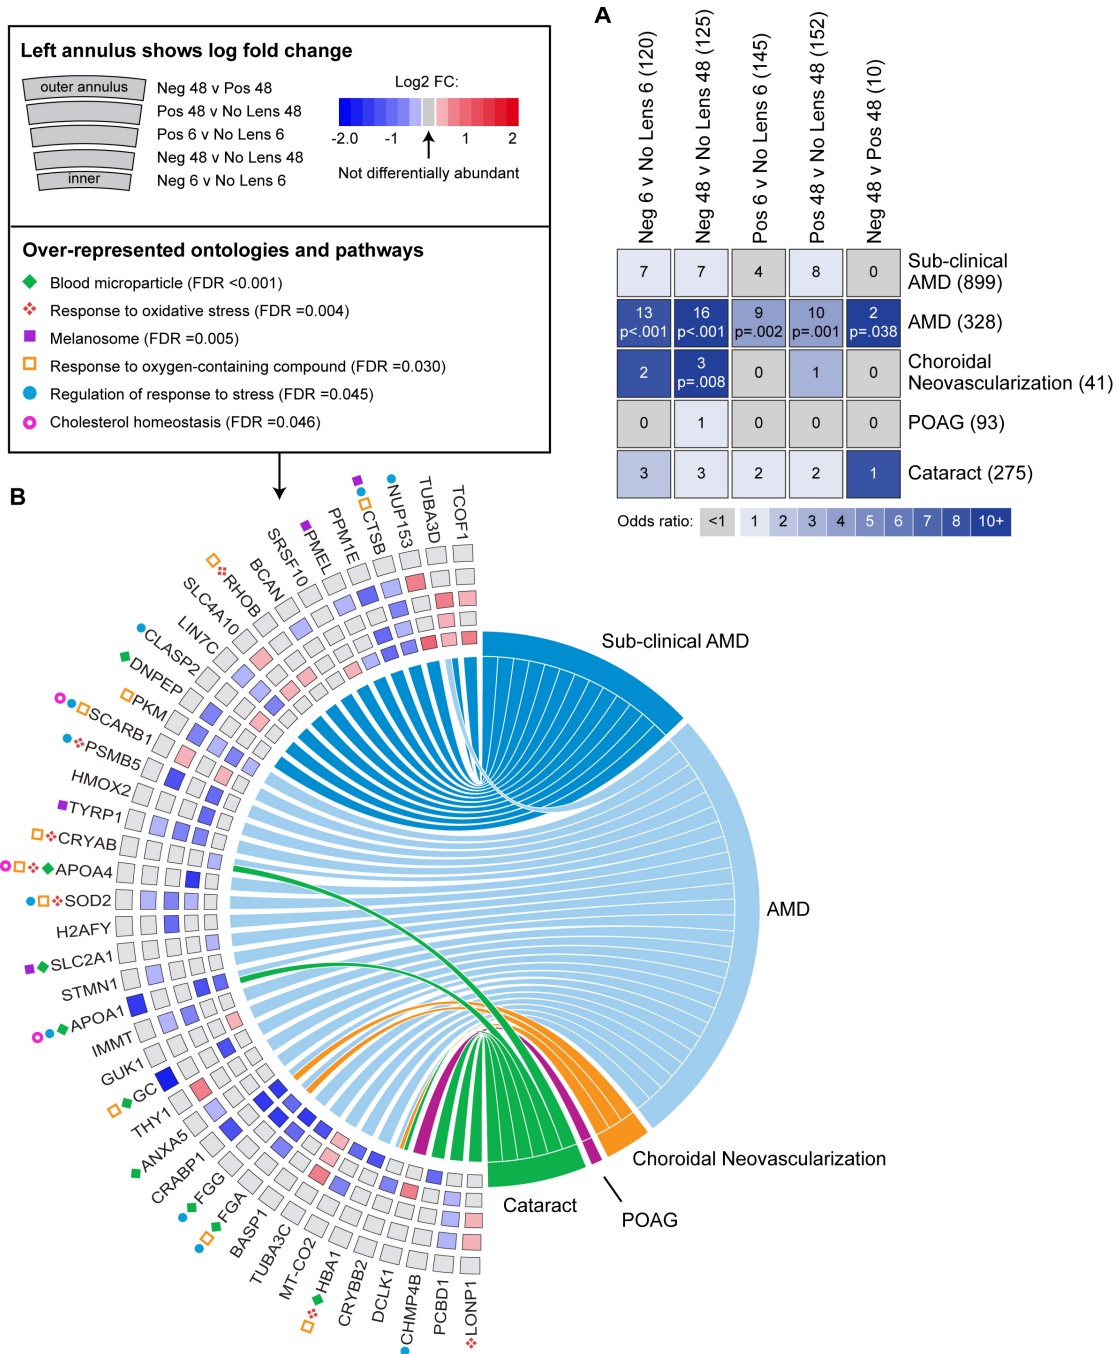 Left annulus shows log fold change
outer annulus
Neg 48 v Pos 48
Pos 48 v No Lens 48
Pos 6 v No Lens 6
Neg 48 v No Lens 48
inner
Neg 6 v No Lens 6
Log2 FC:
-2.0 -1 1 2
Not differentially abundant
Over-represented ontologies and pathways
Blood microparticle (FDR <0.001)
Response to oxidative stress (FDR =0.004)
Melanosome (FDR =0.005)
Response to oxygen-containing compound (FDR =0.030)
Regulation of response to stress (FDR =0.045)
Cholesterol homeostasis (FDR =0.046)
A
Neg 6 v No Lens 6 (120)
Neg 48 v No Lens 48 (125)
Pos 6 v No Lens 6 (145)
Pos 48 v No Lens 48 (152)
Neg 48 v Pos 48 (10)
7 7 4 8 0
Sub-clinical
AMD (899)
13 16 9 10 2
p<.001 p<.001 p=.002 p=.001 p=.038
AMD (328)
2 3 0 1 0
p=.008
Choroidal
Neovascularization (41)
0 1 0 0 0
POAG (93)
3 3 2 2 1
Cataract (275)
Odds ratio: <1 1 2 3 4 5 6 7 8 10+
B
TCOF1
TUBA3D
NUP153
CTSB
PPM1E
PMEL
SRSF10
BCAN
RHOB
SLC4A10
LIN7C
CLASP2
DNPEP
PKM
SCARB1
PSMB5
HMOX2
TYRP1
CRYAB
APOA4
SOD2
H2AFY
SLC2A1
STMN1
APOA1
IMMT
GUK1
GC
THY1
ANXA5
CRABP1
FGG
FGA
BASP1
TUBA3C
MT-CO2
HBA1
CRYBB2
DCLK1
CHMP4B
PCBD1
LONP1
Sub-clinical AMD
AMD
Choroidal Neovascularization
POAG
Cataract